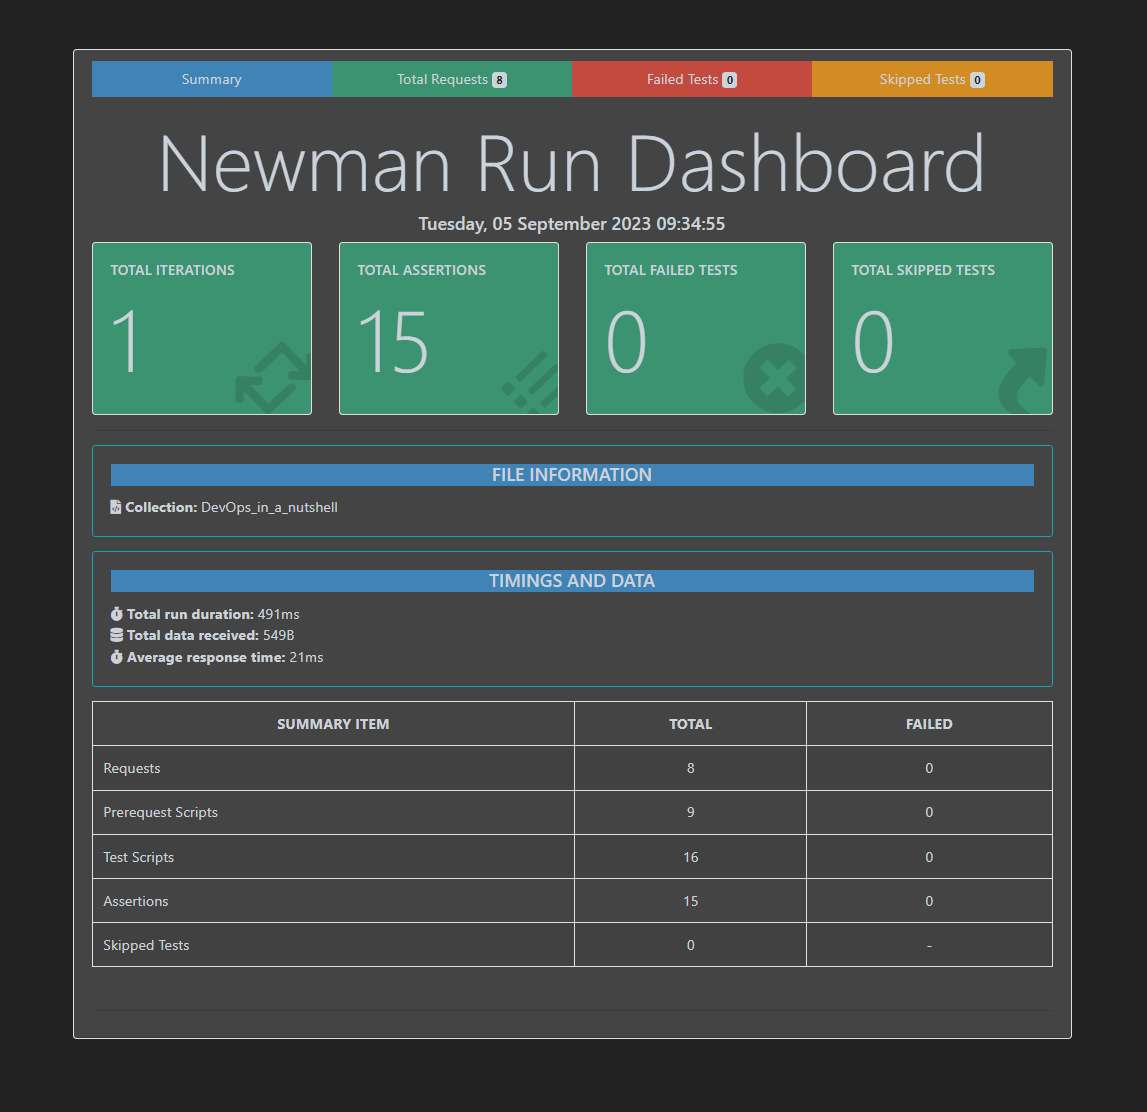 Summary Total Requests 8 Failed Tests 0 Skipped Tests 0
Newman Run Dashboard
Tuesday, 05 September 2023 09:34:55
TOTAL ITERATIONS TOTAL ASSERTIONS TOTAL FAILED TESTS TOTAL SKIPPED TESTS
1 15 0 0
FILE INFORMATION
Collection: DevOps_in_a_nutshell
TIMINGS AND DATA
Total run duration: 491ms
Total data received: 549B
Average response time: 21ms
SUMMARY ITEM TOTAL FAILED
Requests 8 0
Prerequest Scripts 9 0
Test Scripts 16 0
Assertions 15 0
Skipped Tests 0 -